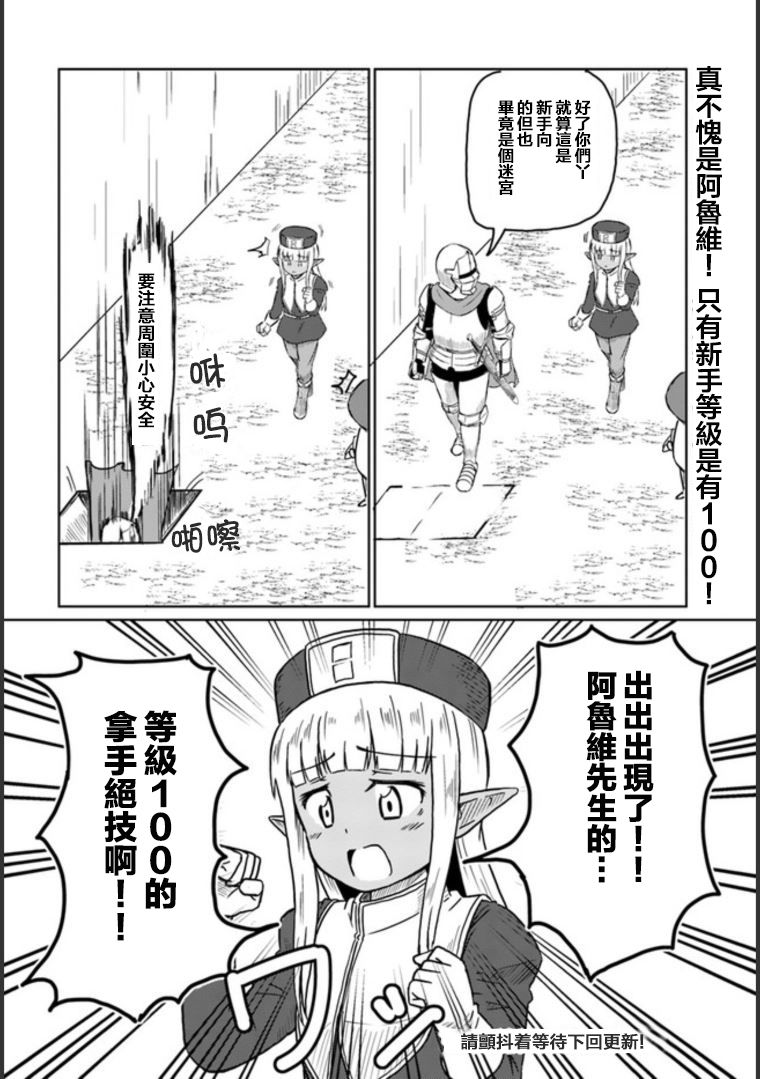 真不愧是阿魯維！只有新手等級是有100！
好了你們丫
就算這是
新手向
的但也
畢竟是個迷宮
要注意周圍小心安全
咻
呜
啪嚓
出出出現了！！
阿魯維先生的…
等級100的
拿手絕技啊！！
ワッ
請顫抖着等待下回更新!